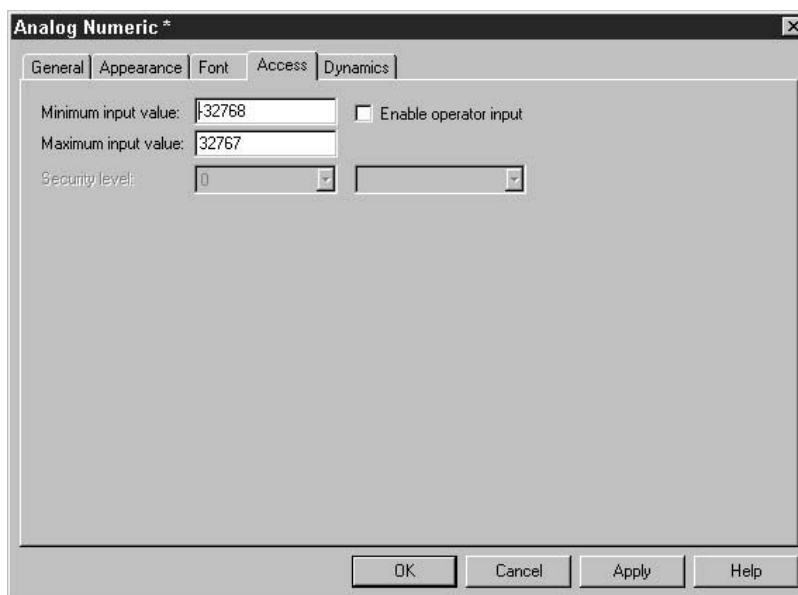 Analog Numeric *
General Appearance Font Access Dynamics
Minimum input value: -32768 Enable operator input
Maximum input value: 32767
Security level: 0
OK Cancel Apply Help